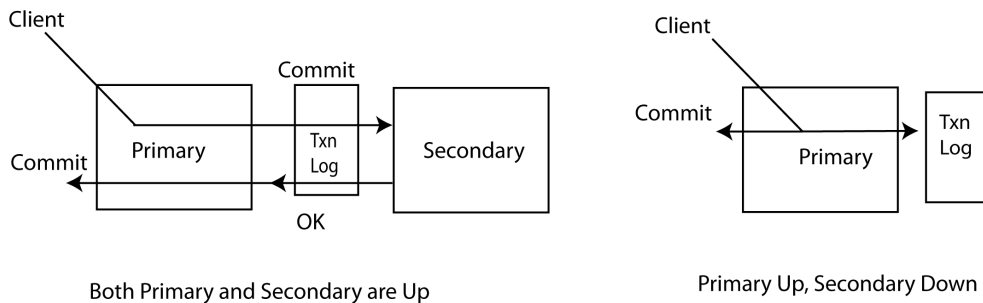 Client
Commit
Primary
Txn
Log
Secondary
Commit
OK
Both Primary and Secondary are Up
Client
Commit
Primary
Txn
Log
Primary Up, Secondary Down